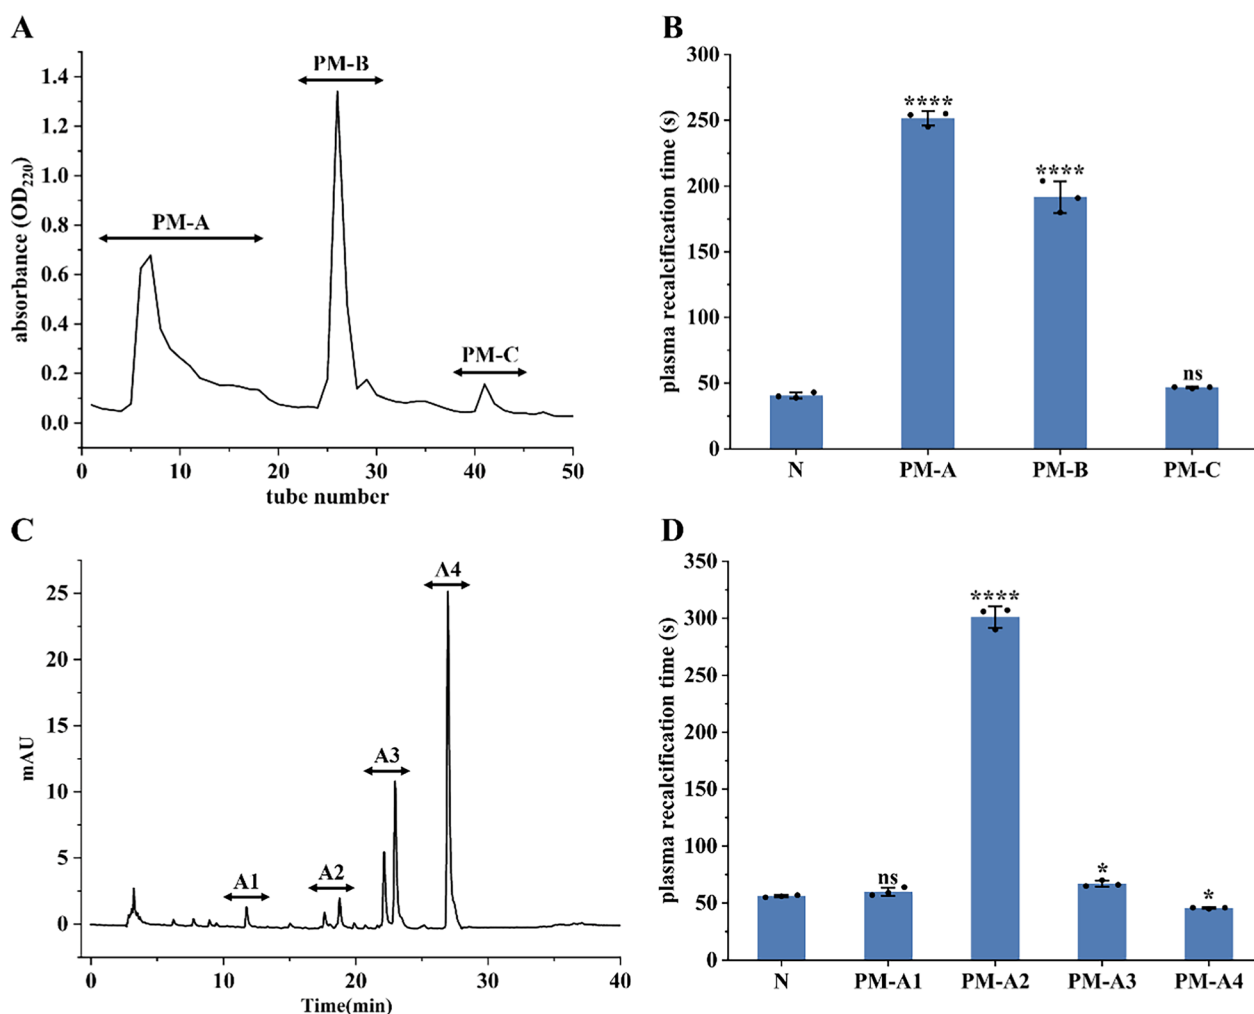 A
absorbance (OD220)
1.4
1.2
1.0
0.8
0.6
0.4
0.2
0.0
PM-A
PM-B
PM-C
0 10 20 30 40 50
tube number
B
plasma recalcification time (s)
300
250
200
150
100
50
0
****
****
ns
N PM-A PM-B PM-C
C
mAU
25
20
15
10
5
0
A1
A2
A3
A4
0 10 20 30 40
Time(min)
D
plasma recalcification time (s)
350
300
250
200
150
100
50
0
ns
****
*
*
N PM-A1 PM-A2 PM-A3 PM-A4